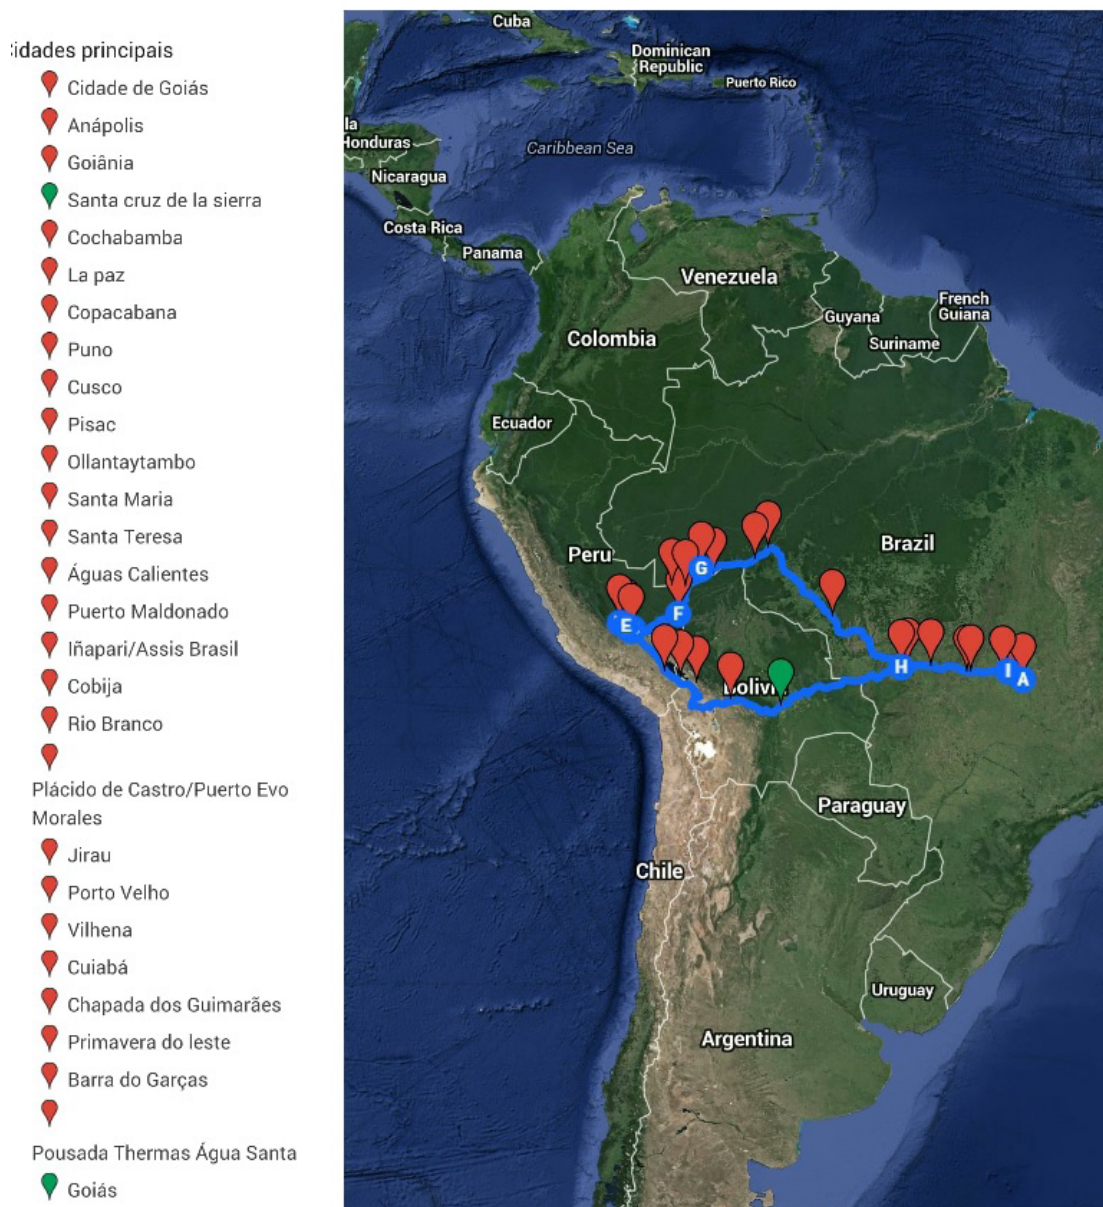 idades principais
Cidade de Goiás
Anápolis
Goiânia
Santa cruz de la sierra
Cochabamba
La paz
Copacabana
Puno
Cusco
Pisac
Ollantaytambo
Santa Maria
Santa Teresa
Águas Calientes
Puerto Maldonado
Iñapari/Assis Brasil
Cobija
Rio Branco
Plácido de Castro/Puerto Evo
Morales
Jirau
Porto Velho
Vilhena
Cuiabá
Chapada dos Guimarães
Primavera do leste
Barra do Garças
Pousada Thermas Água Santa
Goiás
Cuba
Dominican
Republic
Puerto Rico
la
Honduras
Caribbean Sea
Nicaragua
Costa Rica
Panama
Venezuela
Guyana
French
Guiana
Suriname
Colombia
Ecuador
Peru
Brazil
G
F
E
H
I
A
Bolivi
Paraguay
Chile
Uruguay
Argentina